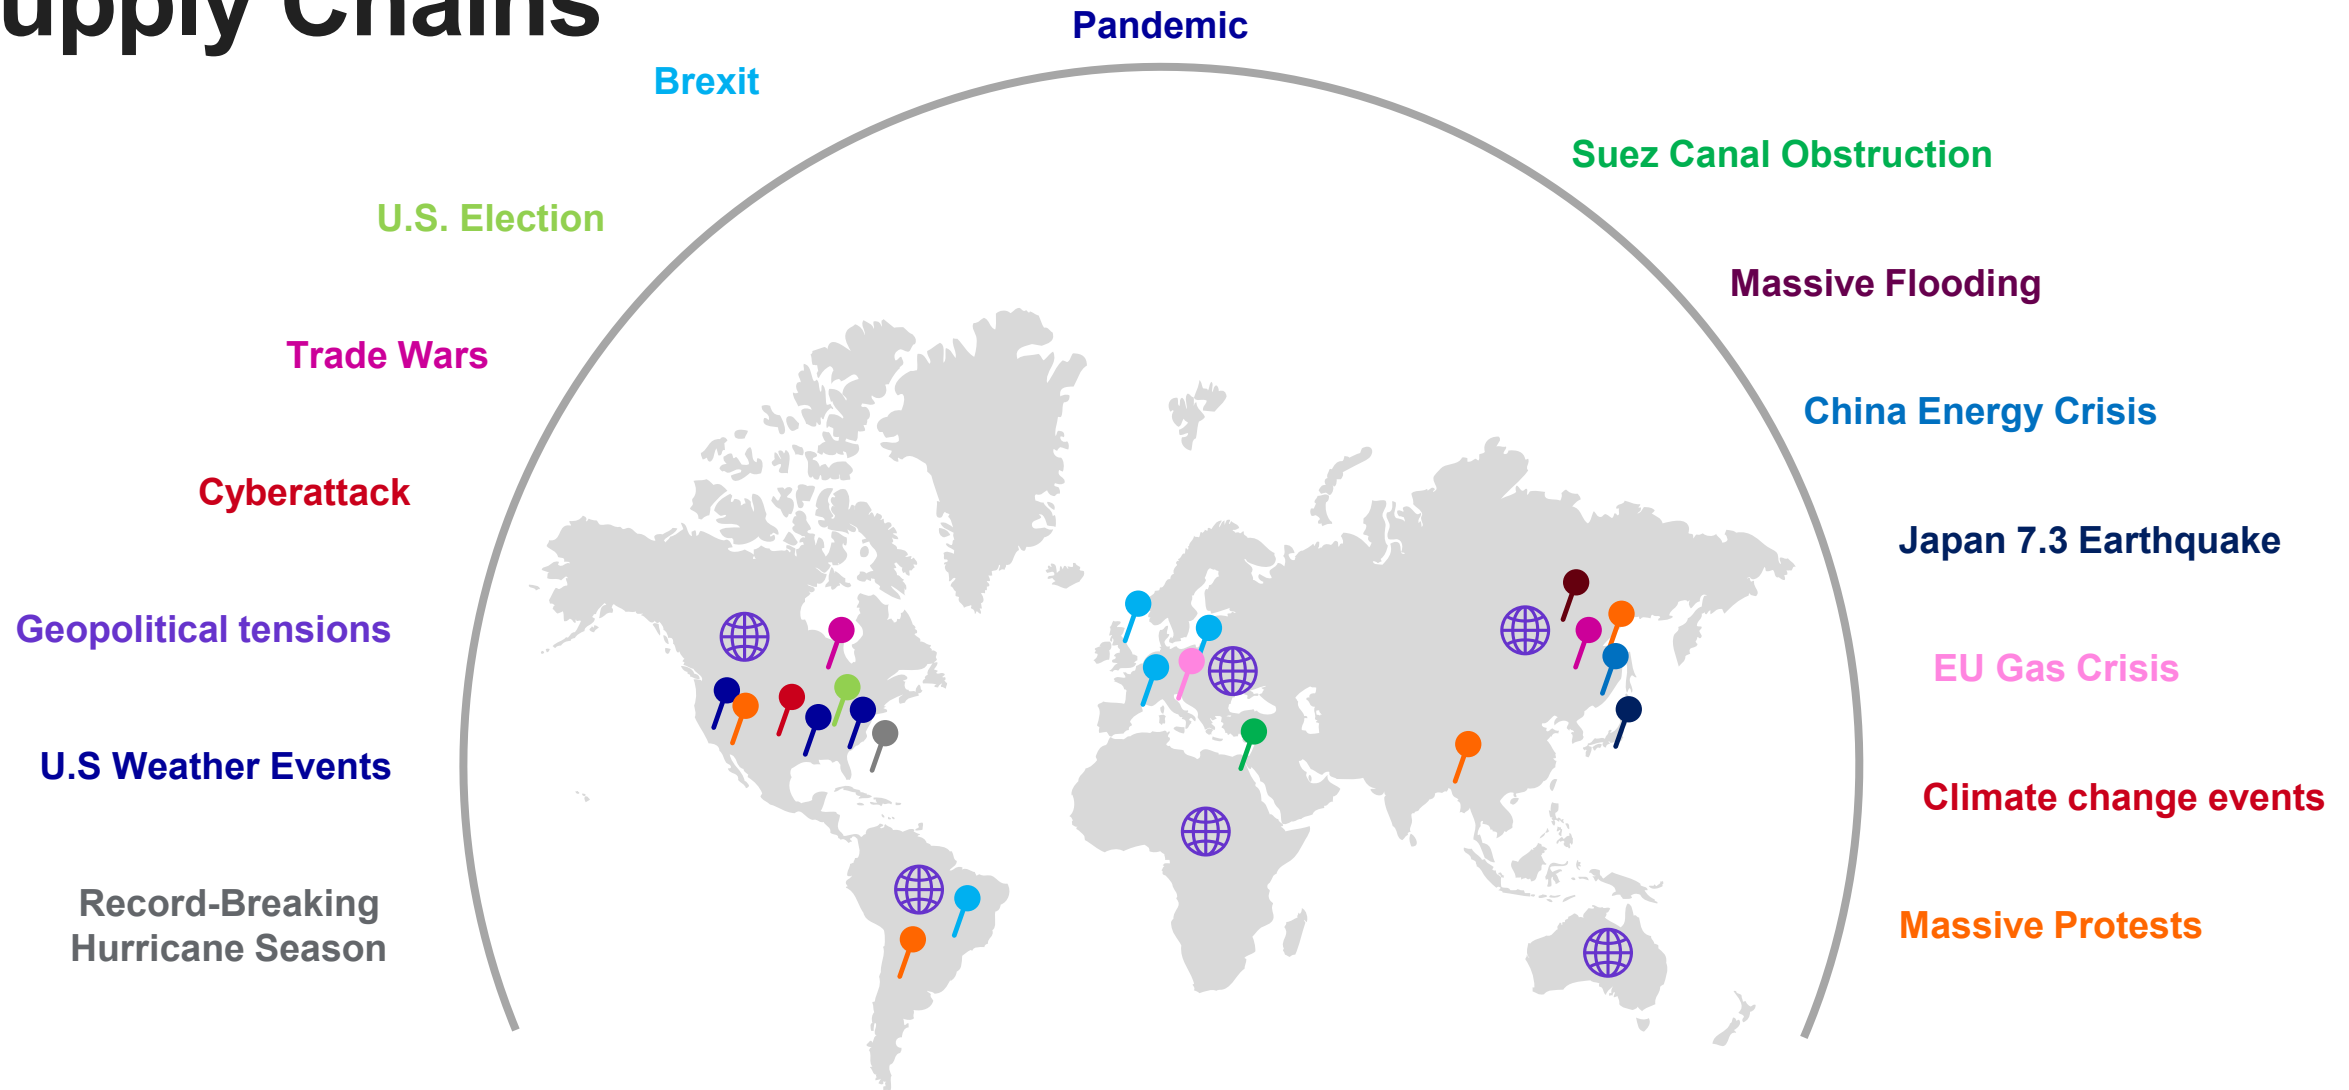 upply Chains
Pandemic
Brexit
Suez Canal Obstruction
U.S. Election
Massive Flooding
Trade Wars
China Energy Crisis
Cyberattack
Japan 7.3 Earthquake
Geopolitical tensions
EU Gas Crisis
U.S Weather Events
Climate change events
Record-Breaking
Hurricane Season
Massive Protests